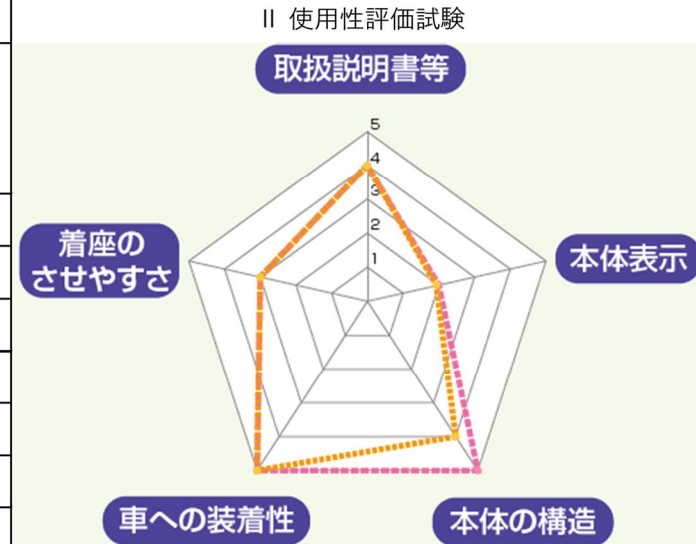 Ⅱ 使用性評価試験
取扱説明書等
5
4
3
2
1
着座の
させやすさ
本体表示
車への装着性
本体の構造